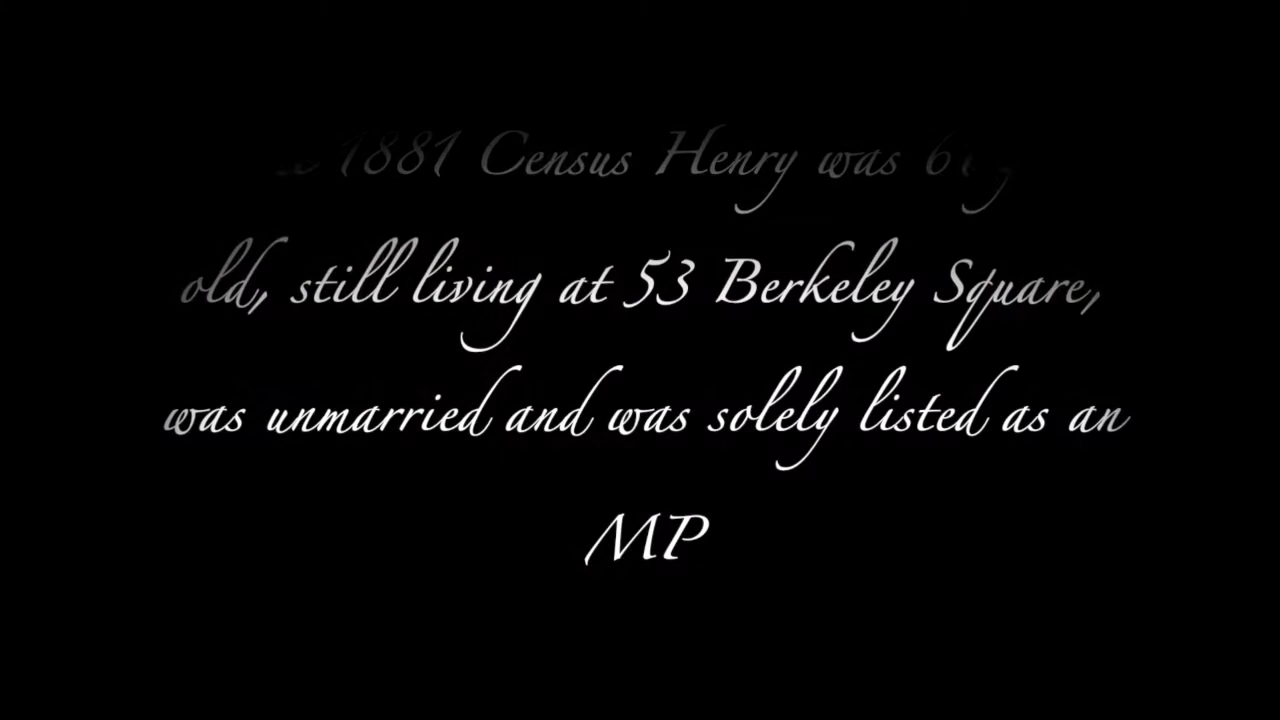 1881 Census Henry was
old, still living at 53 Berkeley Square,
was unmarried and was solely listed as an
MP